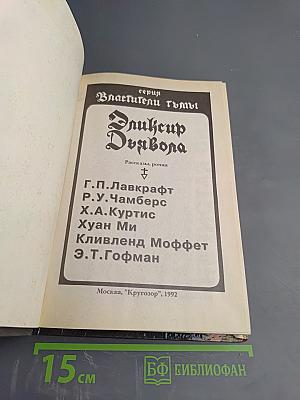 серия
Властители тьмы
Эликсир
Дьявола
Рассказы, роман
Г.П.Лавкрафт
Р.У.Чамберс
Х.А.Куртис
Хуан Ми
Кливленд Моффет
Э.Т.Гофман
Москва, "Кругозор", 1992
15 см
БФ БИБЛИОФАН